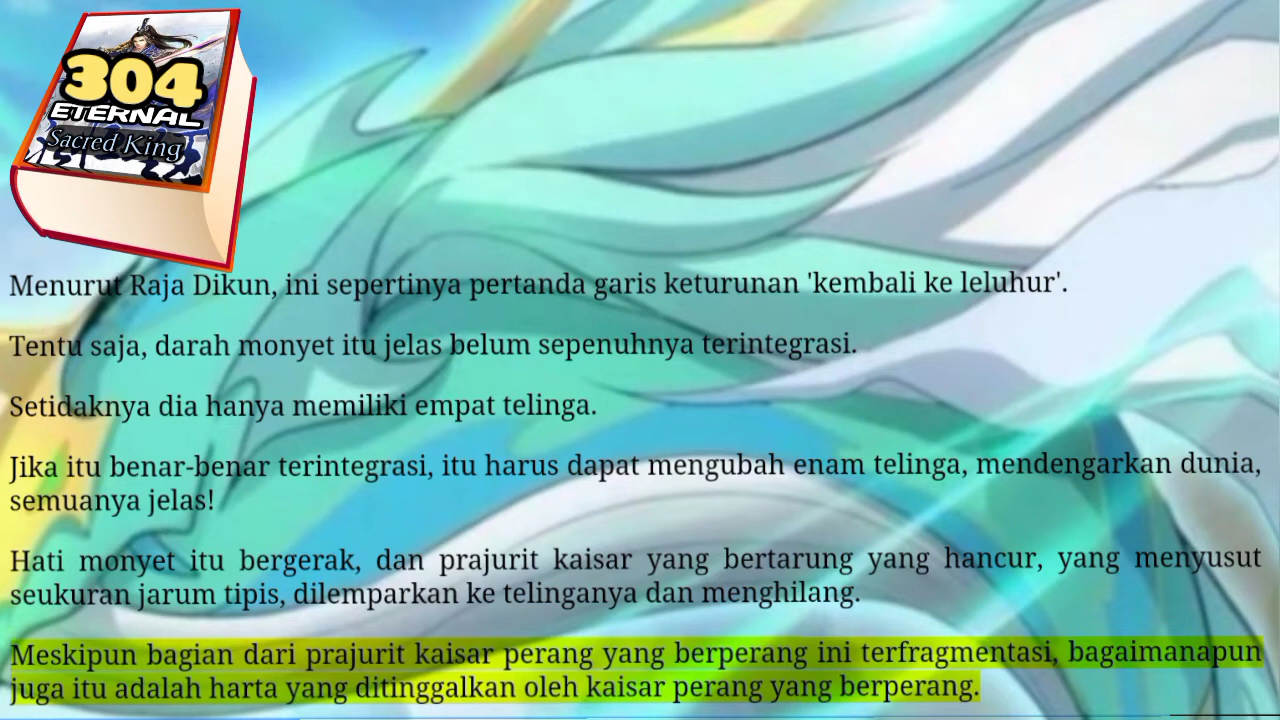 304
ETERNAL
Sacred King
Menurut Raja Dikun, ini sepertinya pertanda garis keturunan 'kembali ke leluhur'.
Tentu saja, darah monyet itu jelas belum sepenuhnya terintegrasi.
Setidaknya dia hanya memiliki empat telinga.
Jika itu benar-benar terintegrasi, itu harus dapat mengubah enam telinga, mendengarkan dunia,
semuanya jelas!
Hati monyet itu bergerak, dan prajurit kaisar yang bertarung yang hancur, yang menyusut
seukuran jarum tipis, dilemparkan ke telinganya dan menghilang.
Meskipun bagian dari prajurit kaisar perang yang berperang ini terfragmentasi, bagaimanapun
juga itu adalah harta yang ditinggalkan oleh kaisar perang yang berperang.